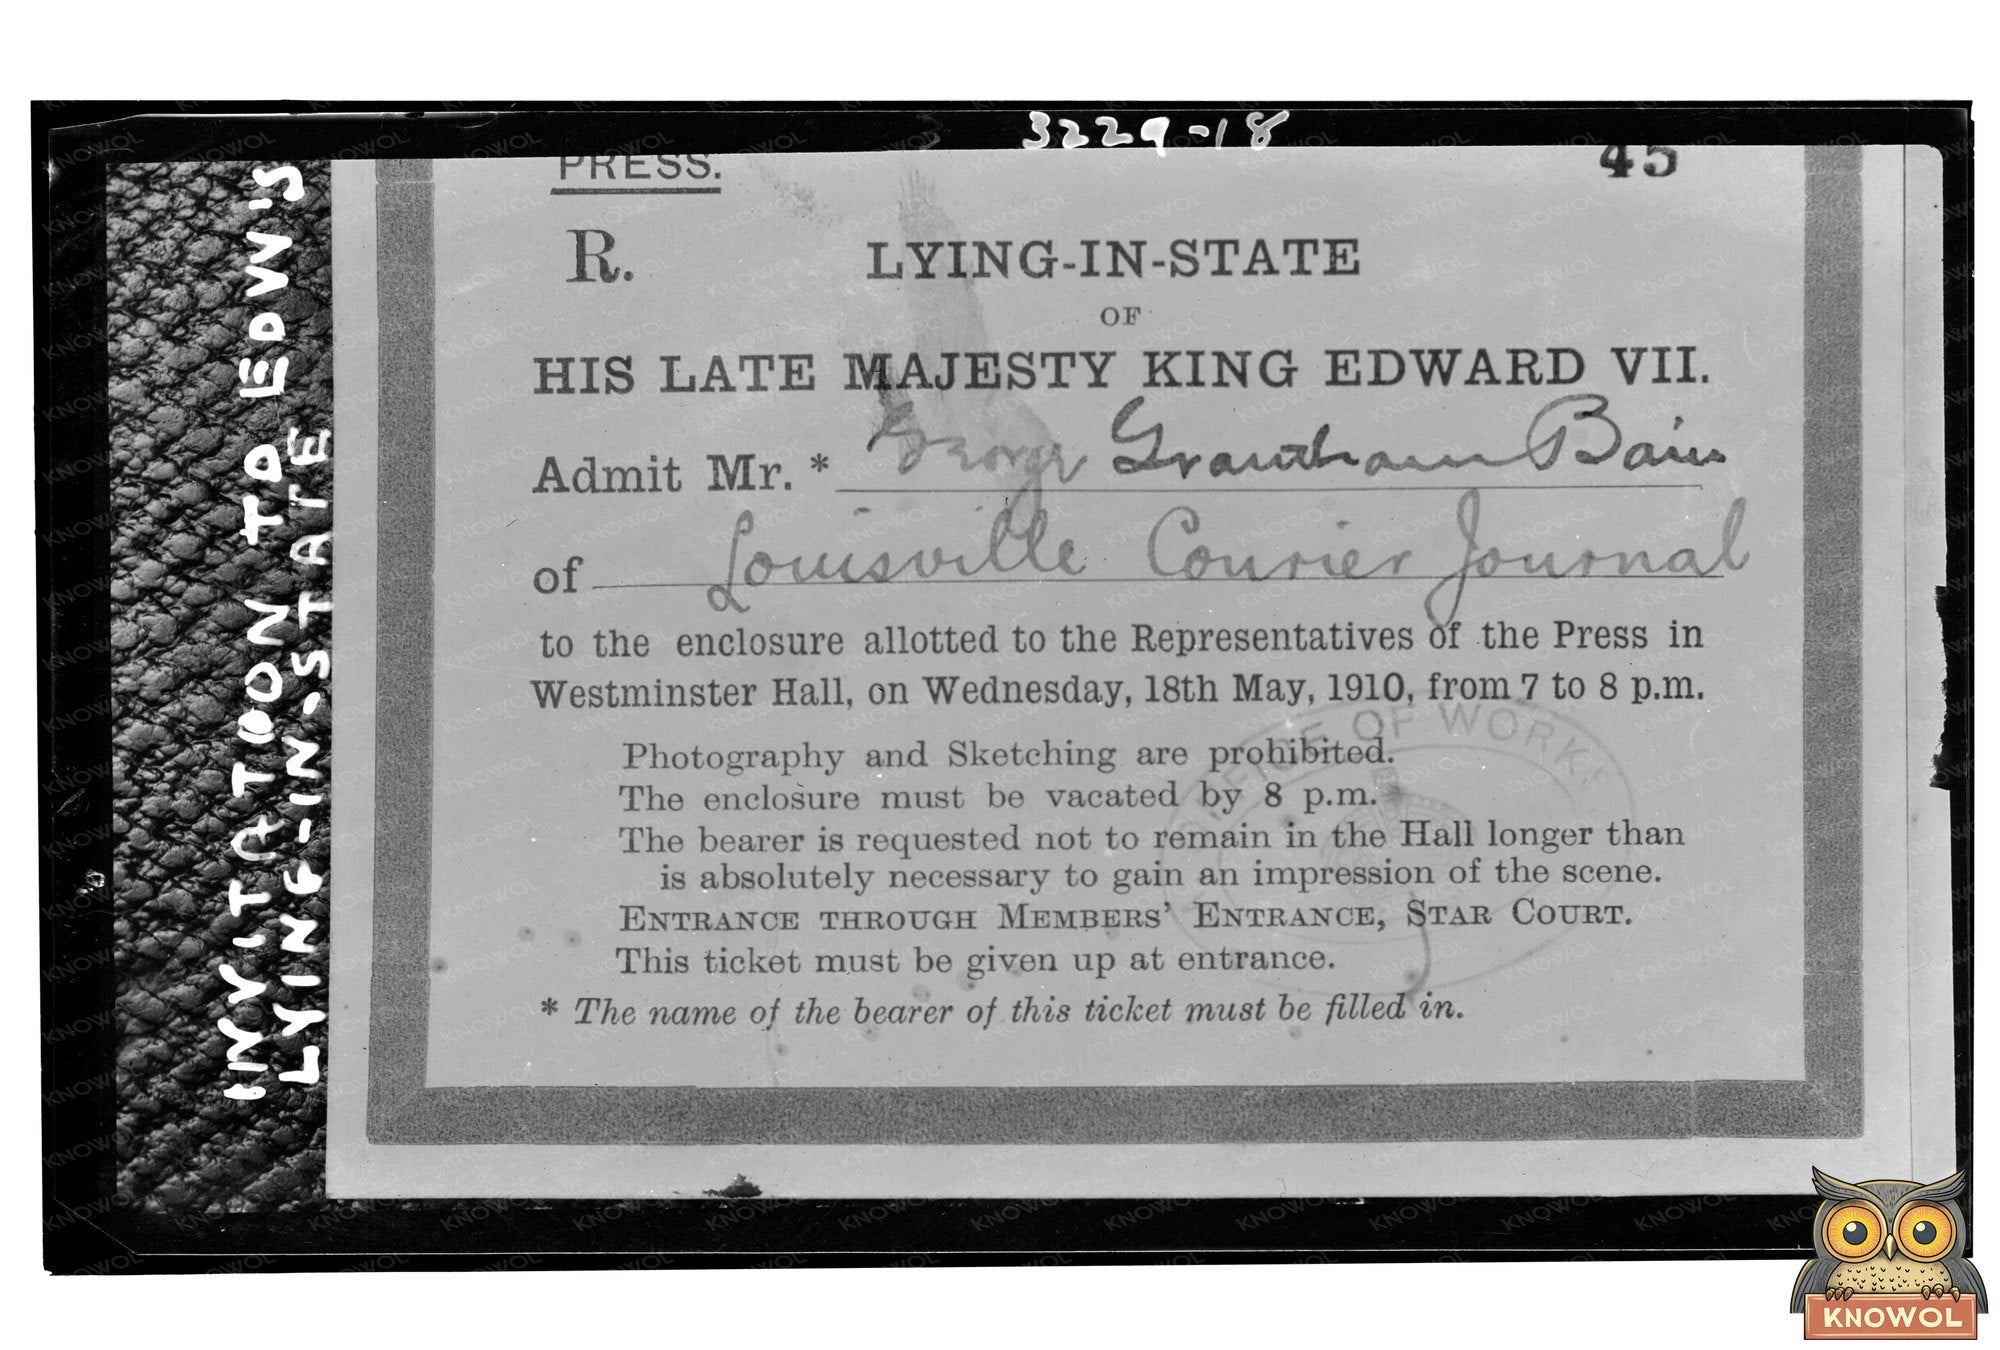 3229-18
INVITATION TO EDW'S
LYING-IN-STATE
PRESS.
45
R.
LYING-IN-STATE
OF
HIS LATE MAJESTY KING EDWARD VII.
Admit Mr. * George Grantham Bain
of Louisville Courier Journal
to the enclosure allotted to the Representatives of the Press in
Westminster Hall, on Wednesday, 18th May, 1910, from 7 to 8 p.m.
Photography and Sketching are prohibited.
The enclosure must be vacated by 8 p.m.
The bearer is requested not to remain in the Hall longer than
is absolutely necessary to gain an impression of the scene.
ENTRANCE THROUGH MEMBERS' ENTRANCE, STAR COURT.
This ticket must be given up at entrance.
* The name of the bearer of this ticket must be filled in.
OFFICE OF WORKS
KNOWOL